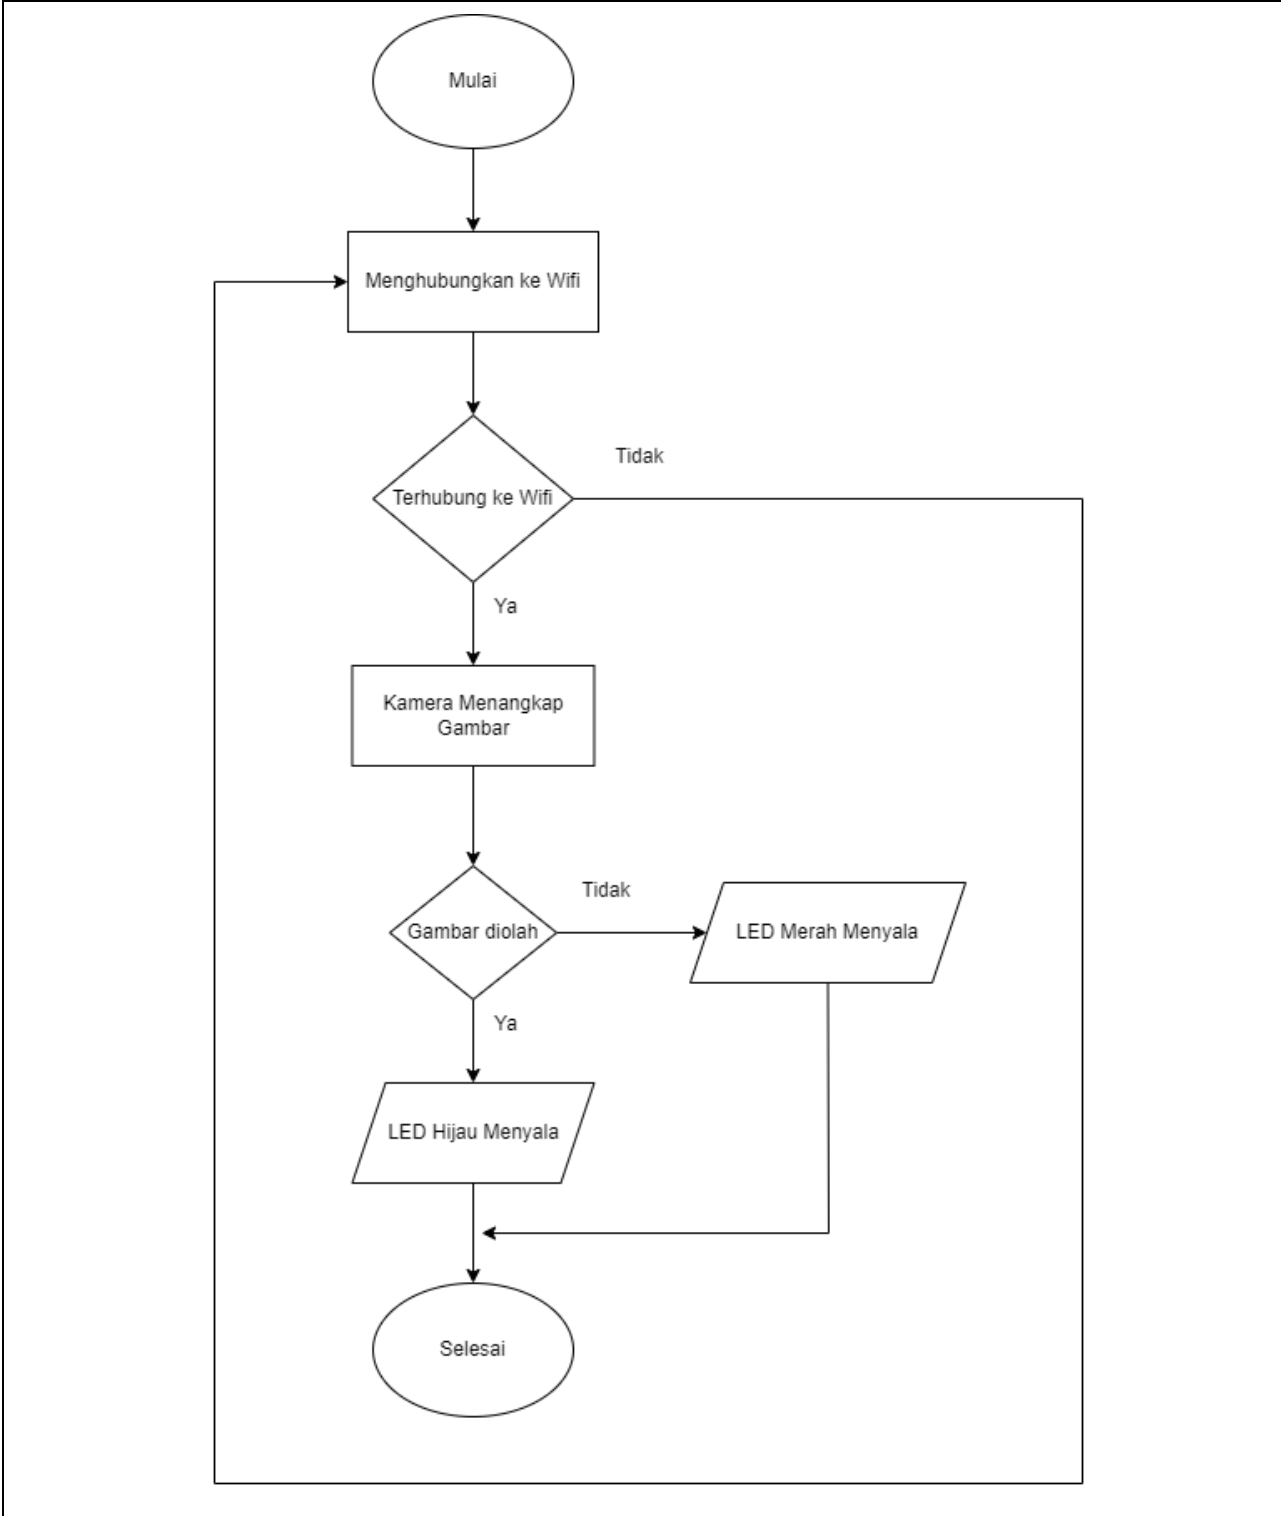 Mulai
Menghubungkan ke Wifi
Tidak
Terhubung ke Wifi
Ya
Kamera Menangkap
Gambar
Tidak
Gambar diolah
LED Merah Menyala
Ya
LED Hijau Menyala
Selesai